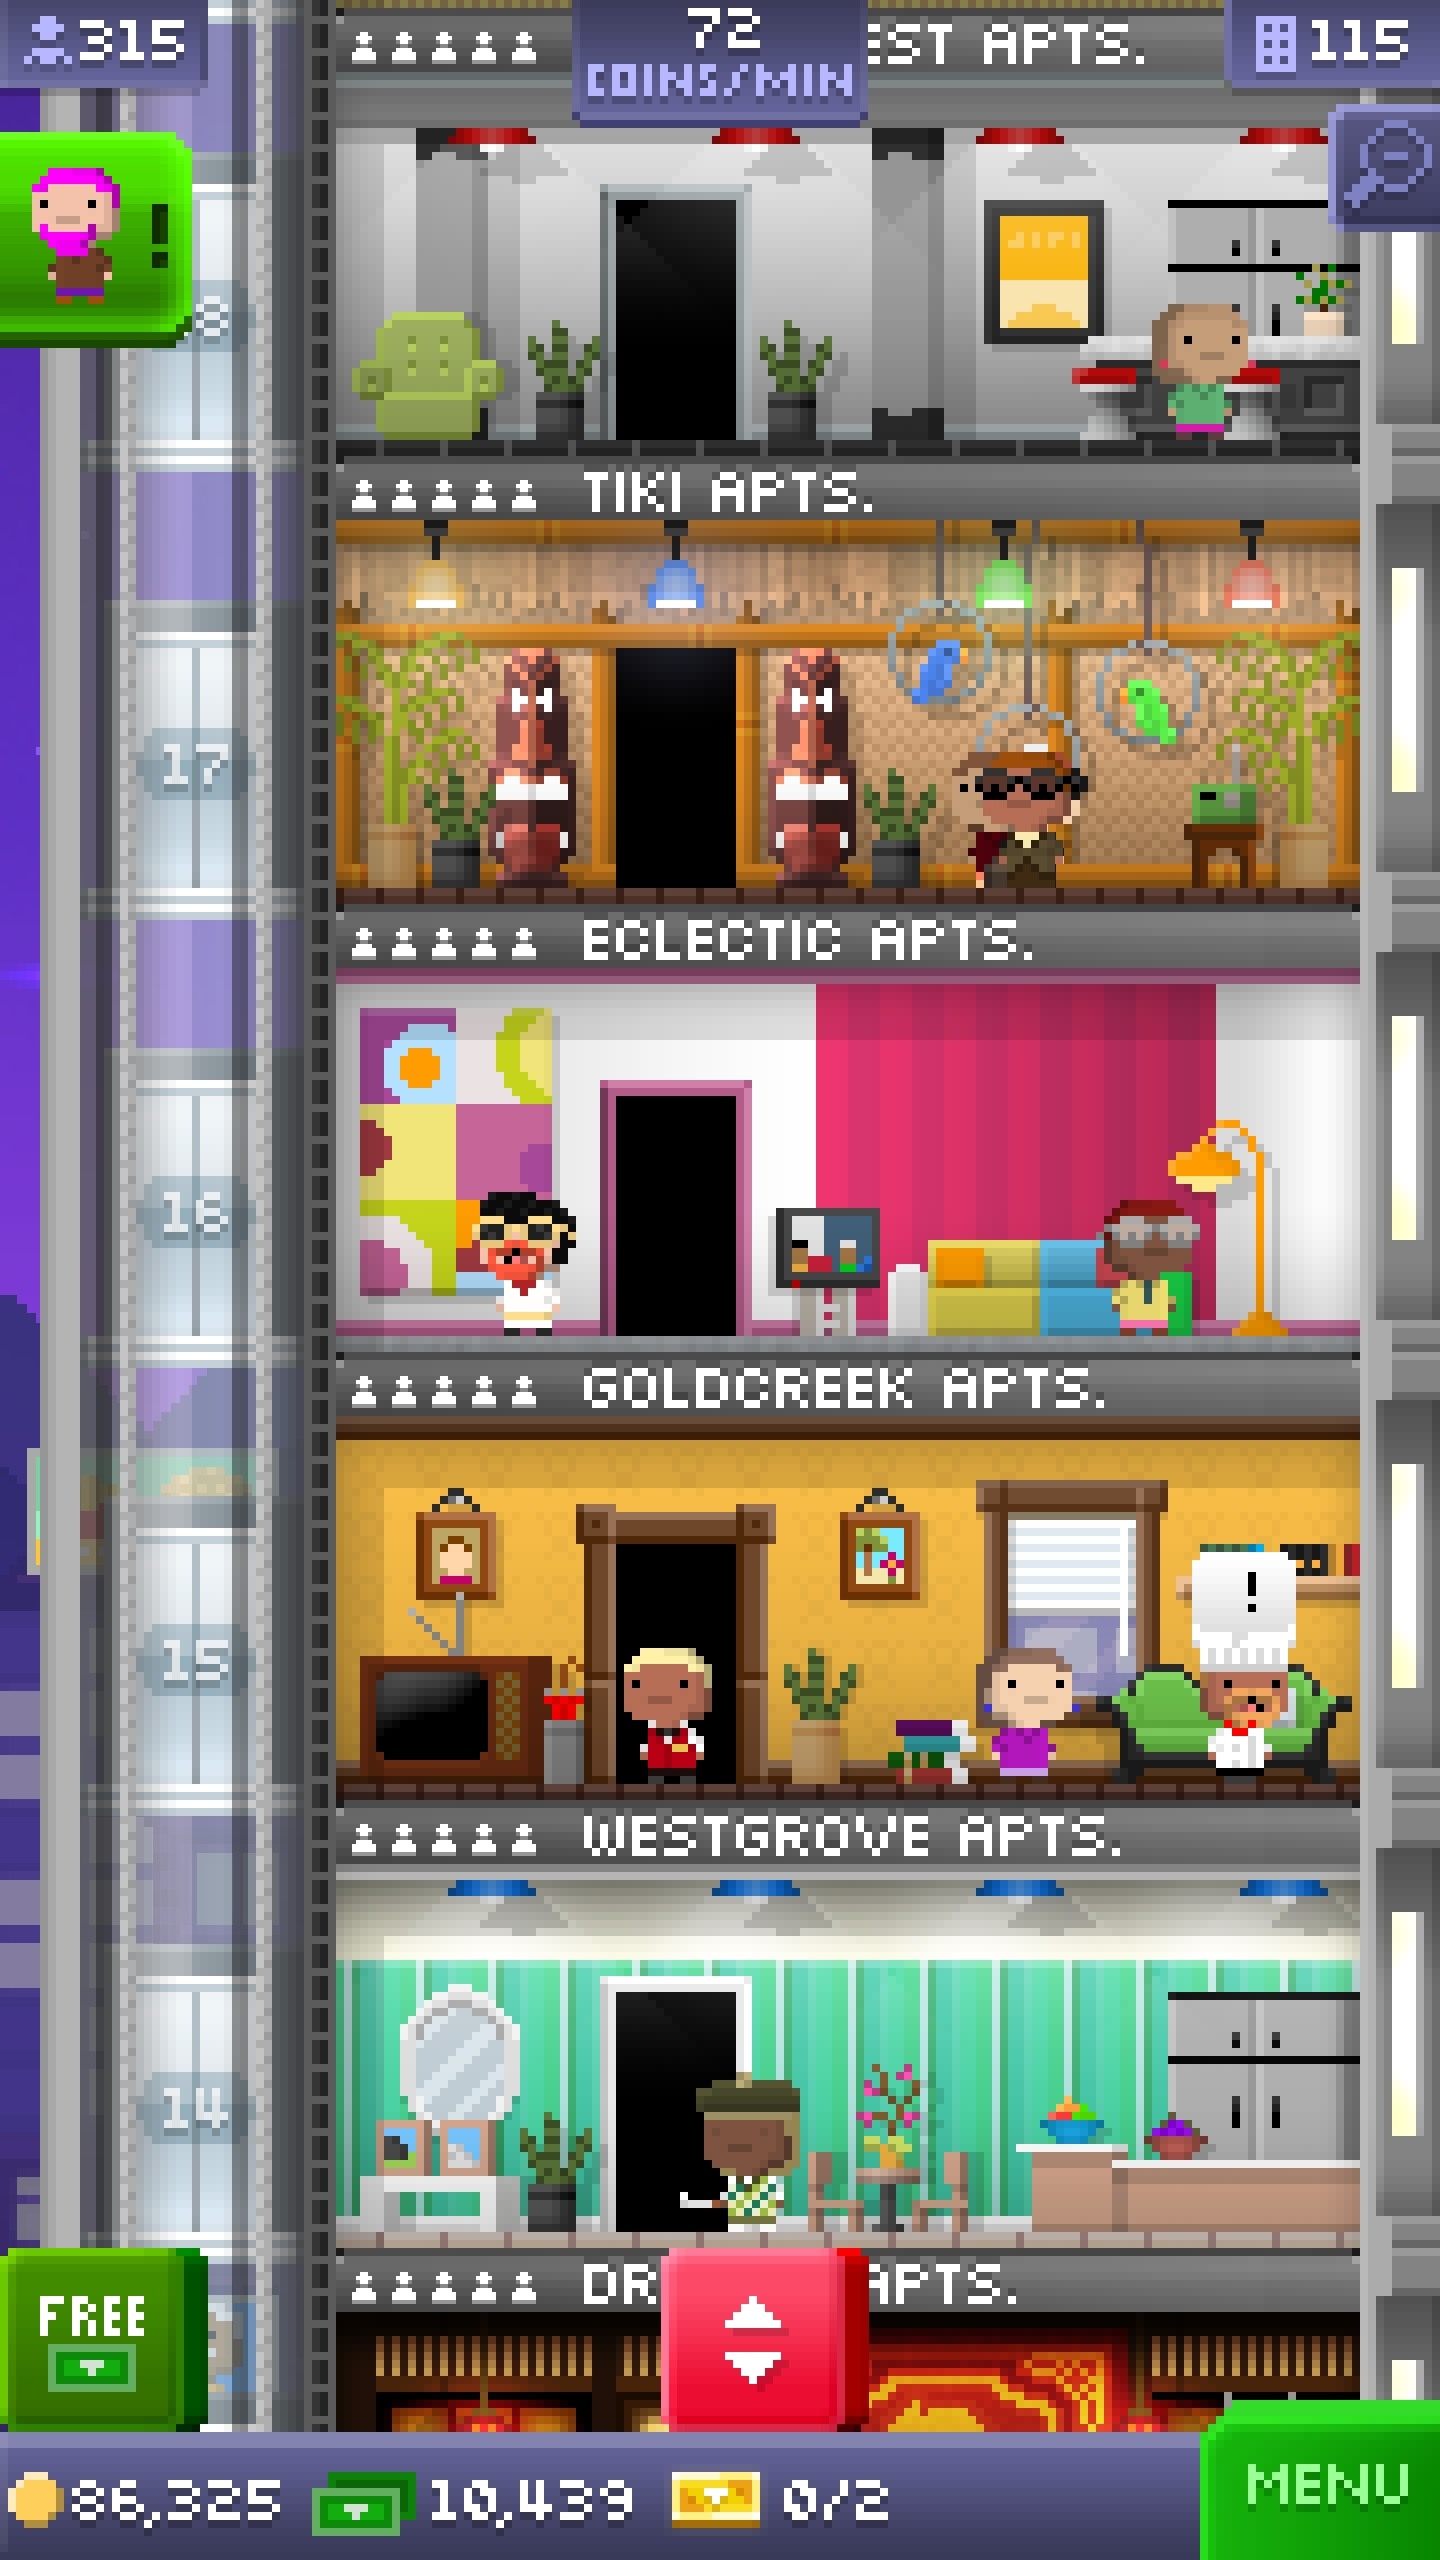 315
72
COINS/MIN
EST APTS.
115
!
8
TIKI APTS.
17
ECLECTIC APTS.
16
GOLDCREEK APTS.
!
15
WESTGROVE APTS.
14
DR
APTS.
FREE
86,325
10,439
0/2
MENU